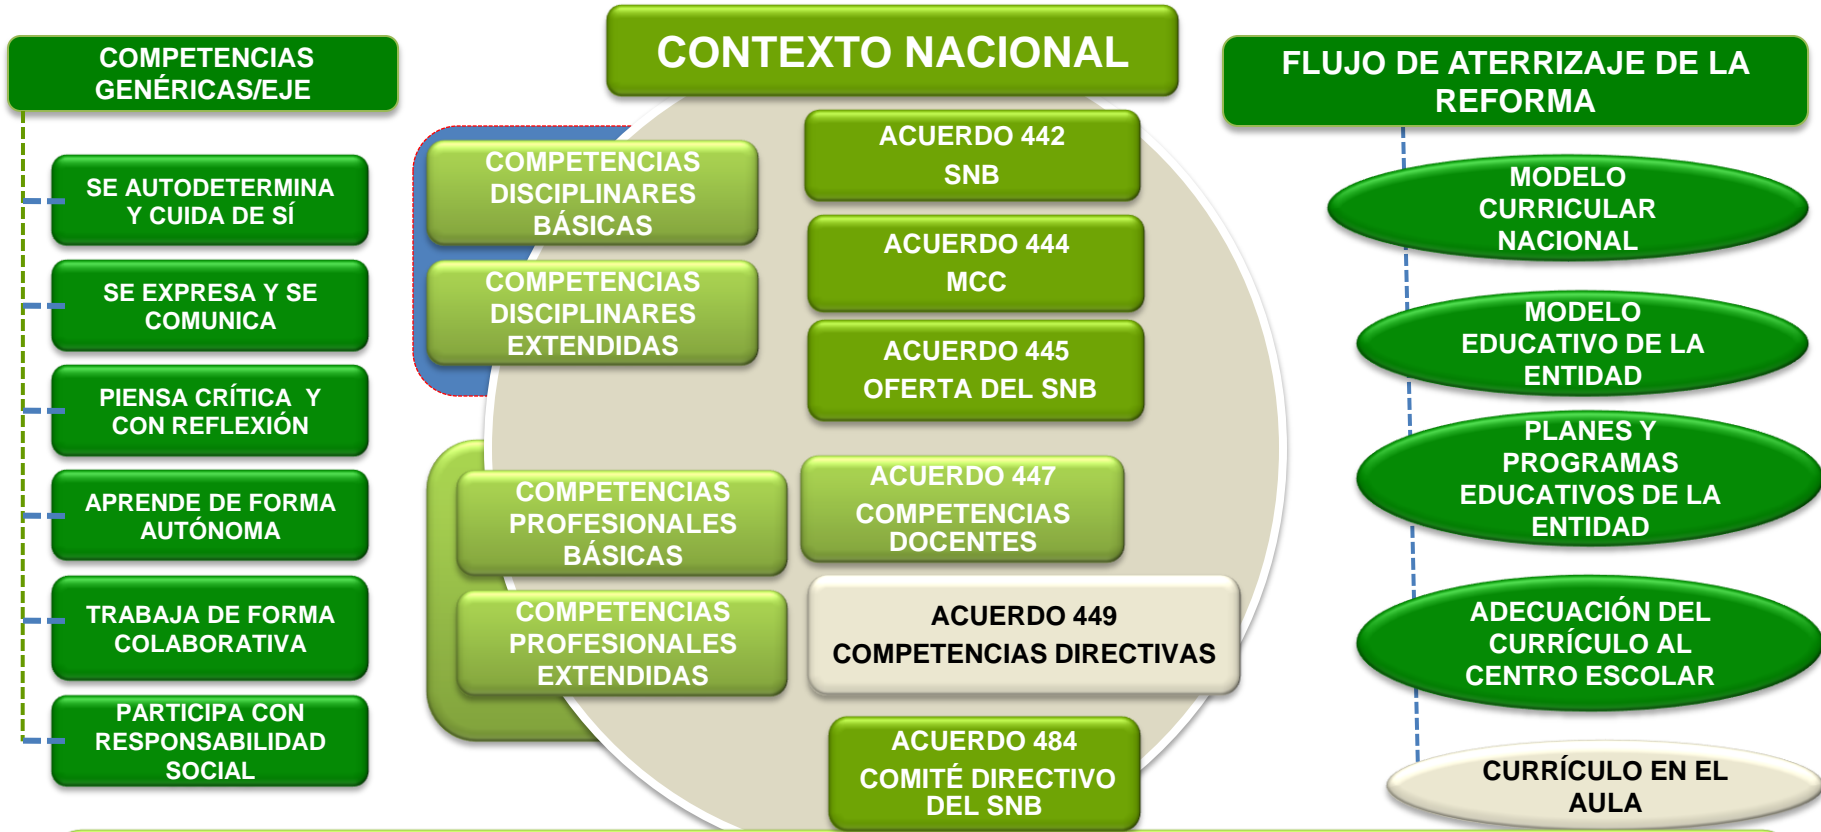 COMPETENCIAS
GENÉRICAS/EJE
SE AUTODETERMINA
Y CUIDA DE SÍ
SE EXPRESA Y SE
COMUNICA
PIENSA CRÍTICA Y
CON REFLEXIÓN
APRENDE DE FORMA
AUTÓNOMA
TRABAJA DE FORMA
COLABORATIVA
PARTICIPA CON
RESPONSABILIDAD
SOCIAL
CONTEXTO NACIONAL
COMPETENCIAS
DISCIPLINARES
BÁSICAS
COMPETENCIAS
DISCIPLINARES
EXTENDIDAS
COMPETENCIAS
PROFESIONALES
BÁSICAS
COMPETENCIAS
PROFESIONALES
EXTENDIDAS
ACUERDO 442
SNB
ACUERDO 444
MCC
ACUERDO 445
OFERTA DEL SNB
ACUERDO 447
COMPETENCIAS
DOCENTES
ACUERDO 449
COMPETENCIAS DIRECTIVAS
ACUERDO 484
COMITÉ DIRECTIVO
DEL SNB
FLUJO DE ATERRIZAJE DE LA
REFORMA
MODELO
CURRICULAR
NACIONAL
MODELO
EDUCATIVO DE LA
ENTIDAD
PLANES Y
PROGRAMAS
EDUCATIVOS DE LA
ENTIDAD
ADECUACIÓN DEL
CURRÍCULO AL
CENTRO ESCOLAR
CURRÍCULO EN EL
AULA